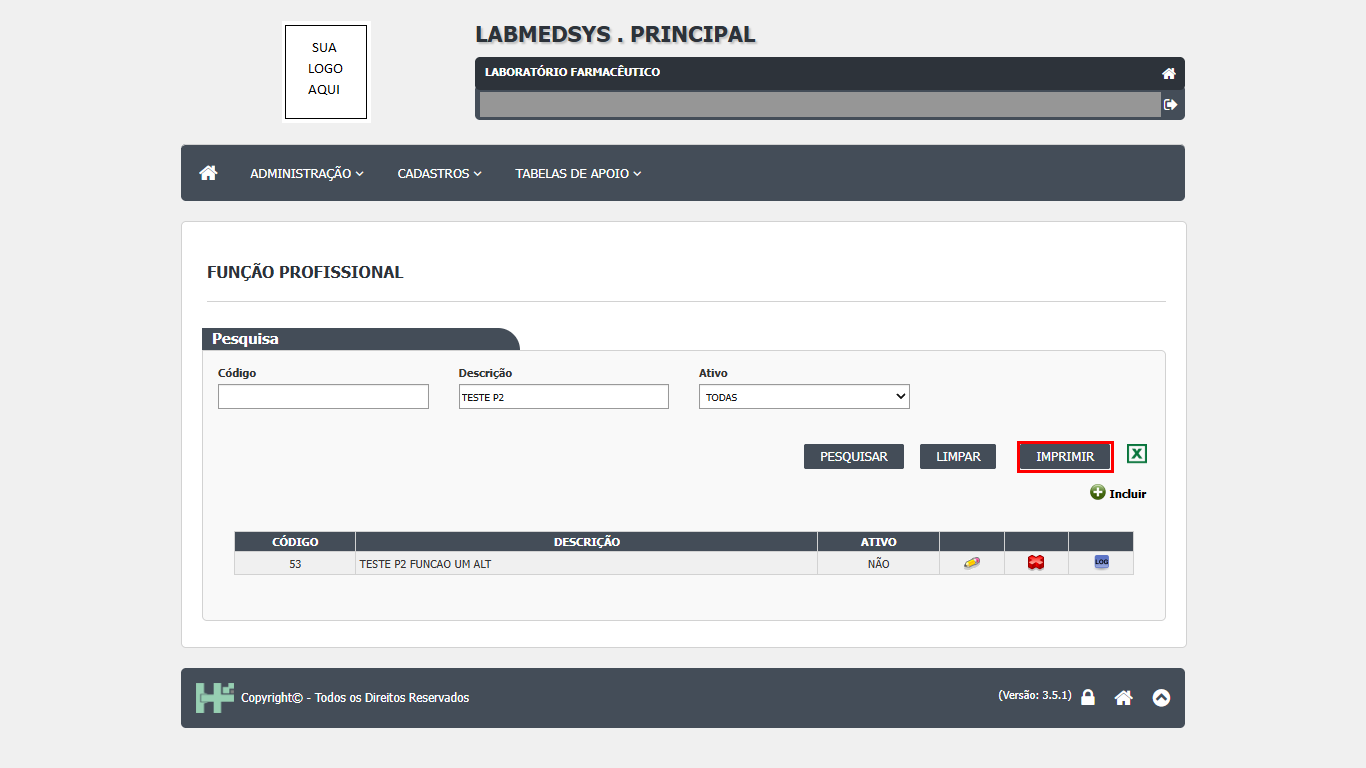 SUA
LOGO
AQUI
LABMEDSYS . PRINCIPAL
LABORATÓRIO FARMACÊUTICO
ADMINISTRAÇÃO CADASTROS TABELAS DE APOIO
FUNÇÃO PROFISSIONAL
Pesquisa
Código Descrição Ativo
TESTE P2 TODAS
PESQUISAR LIMPAR IMPRIMIR X
Incluir
CÓDIGO DESCRIÇÃO ATIVO
53 TESTE P2 FUNCAO UM ALT NÃO LOG
Copyright© - Todos os Direitos Reservados (Versão: 3.5.1)